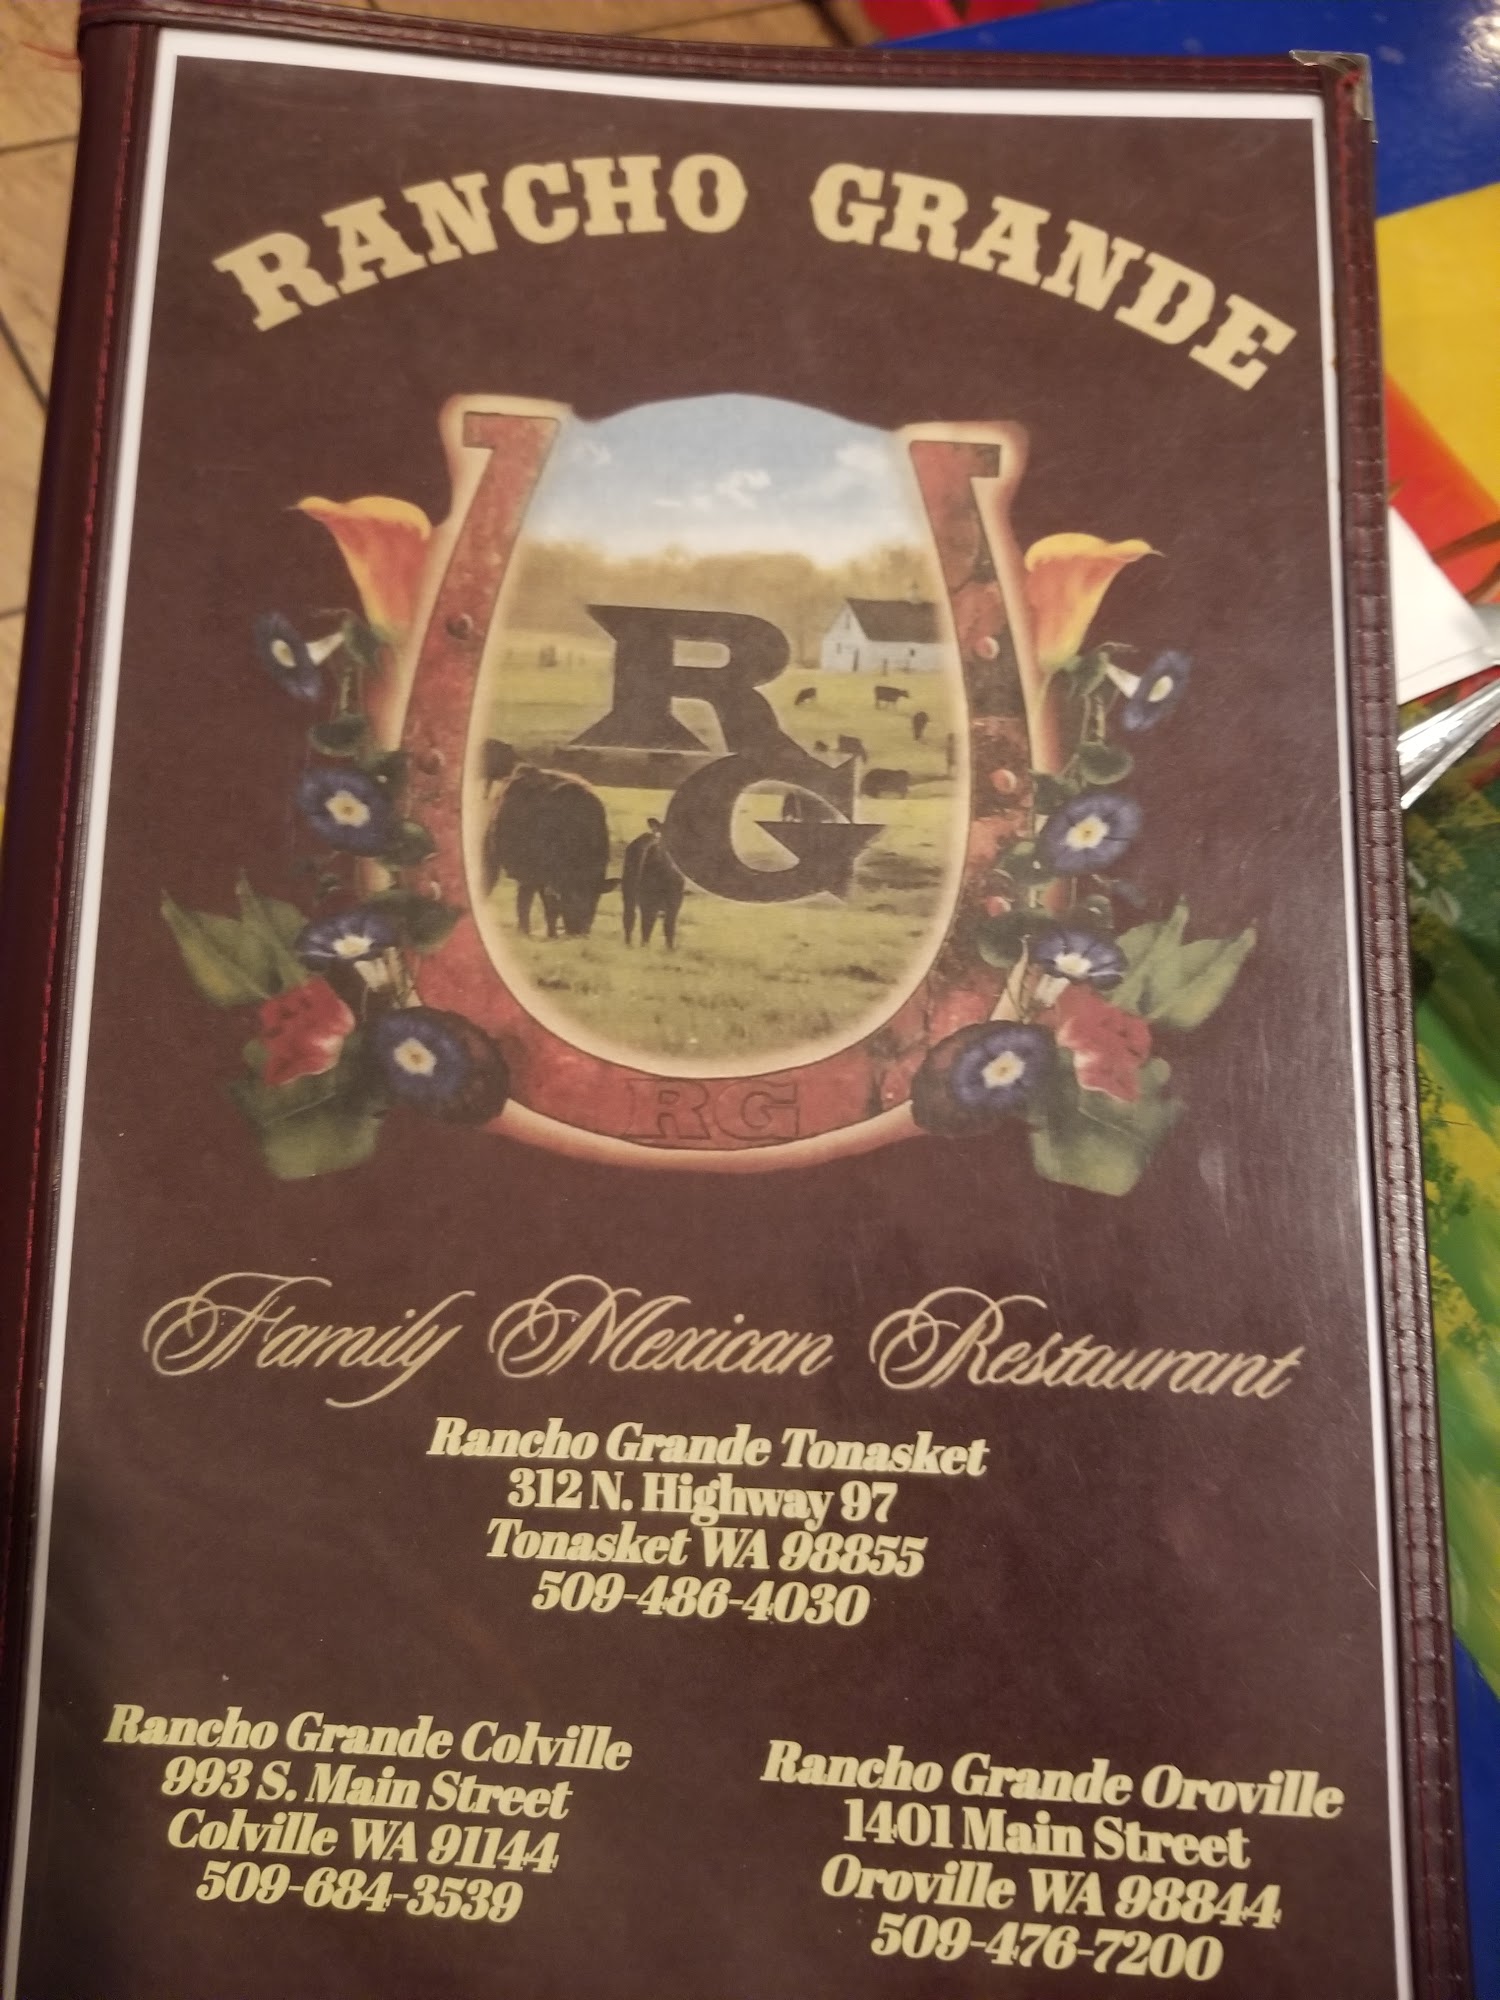 RANCHO GRANDE
RG
RG
Family Mexican Restaurant
Rancho Grande Tonasket
312 N. Highway 97
Tonasket WA 98855
509-486-4030
Rancho Grande Colville
993 S. Main Street
Colville WA 91144
509-684-3539
Rancho Grande Oroville
1401 Main Street
Oroville WA 98844
509-476-7200